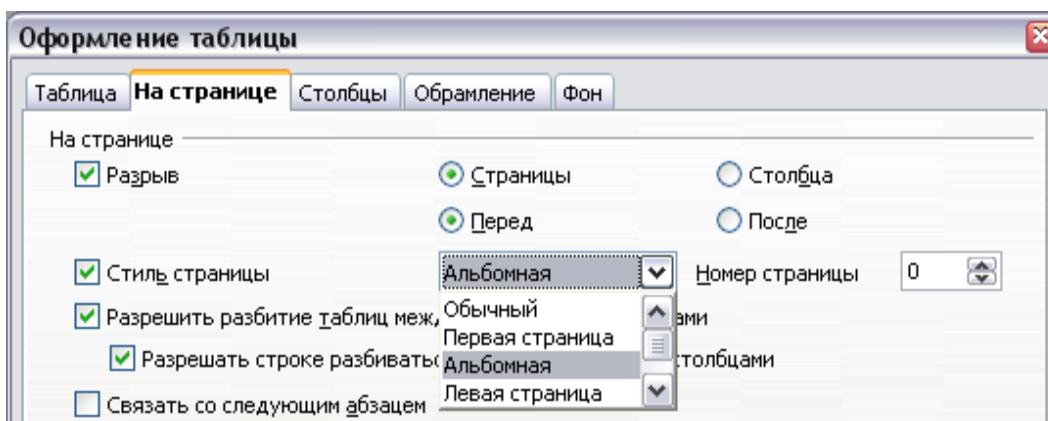 Оформление таблицы
Таблица На странице Столбцы Обрамление Фон
На странице
Разрыв Страницы Столбца
Перед После
Стиль страницы Альбомная Номер страницы 0
Обычный
Разрешить разбитие таблиц меж ами
Первая страница
Разрешать строке разбиватьс толбцами
Альбомная
Левая страница
Связать со следующим абзацем